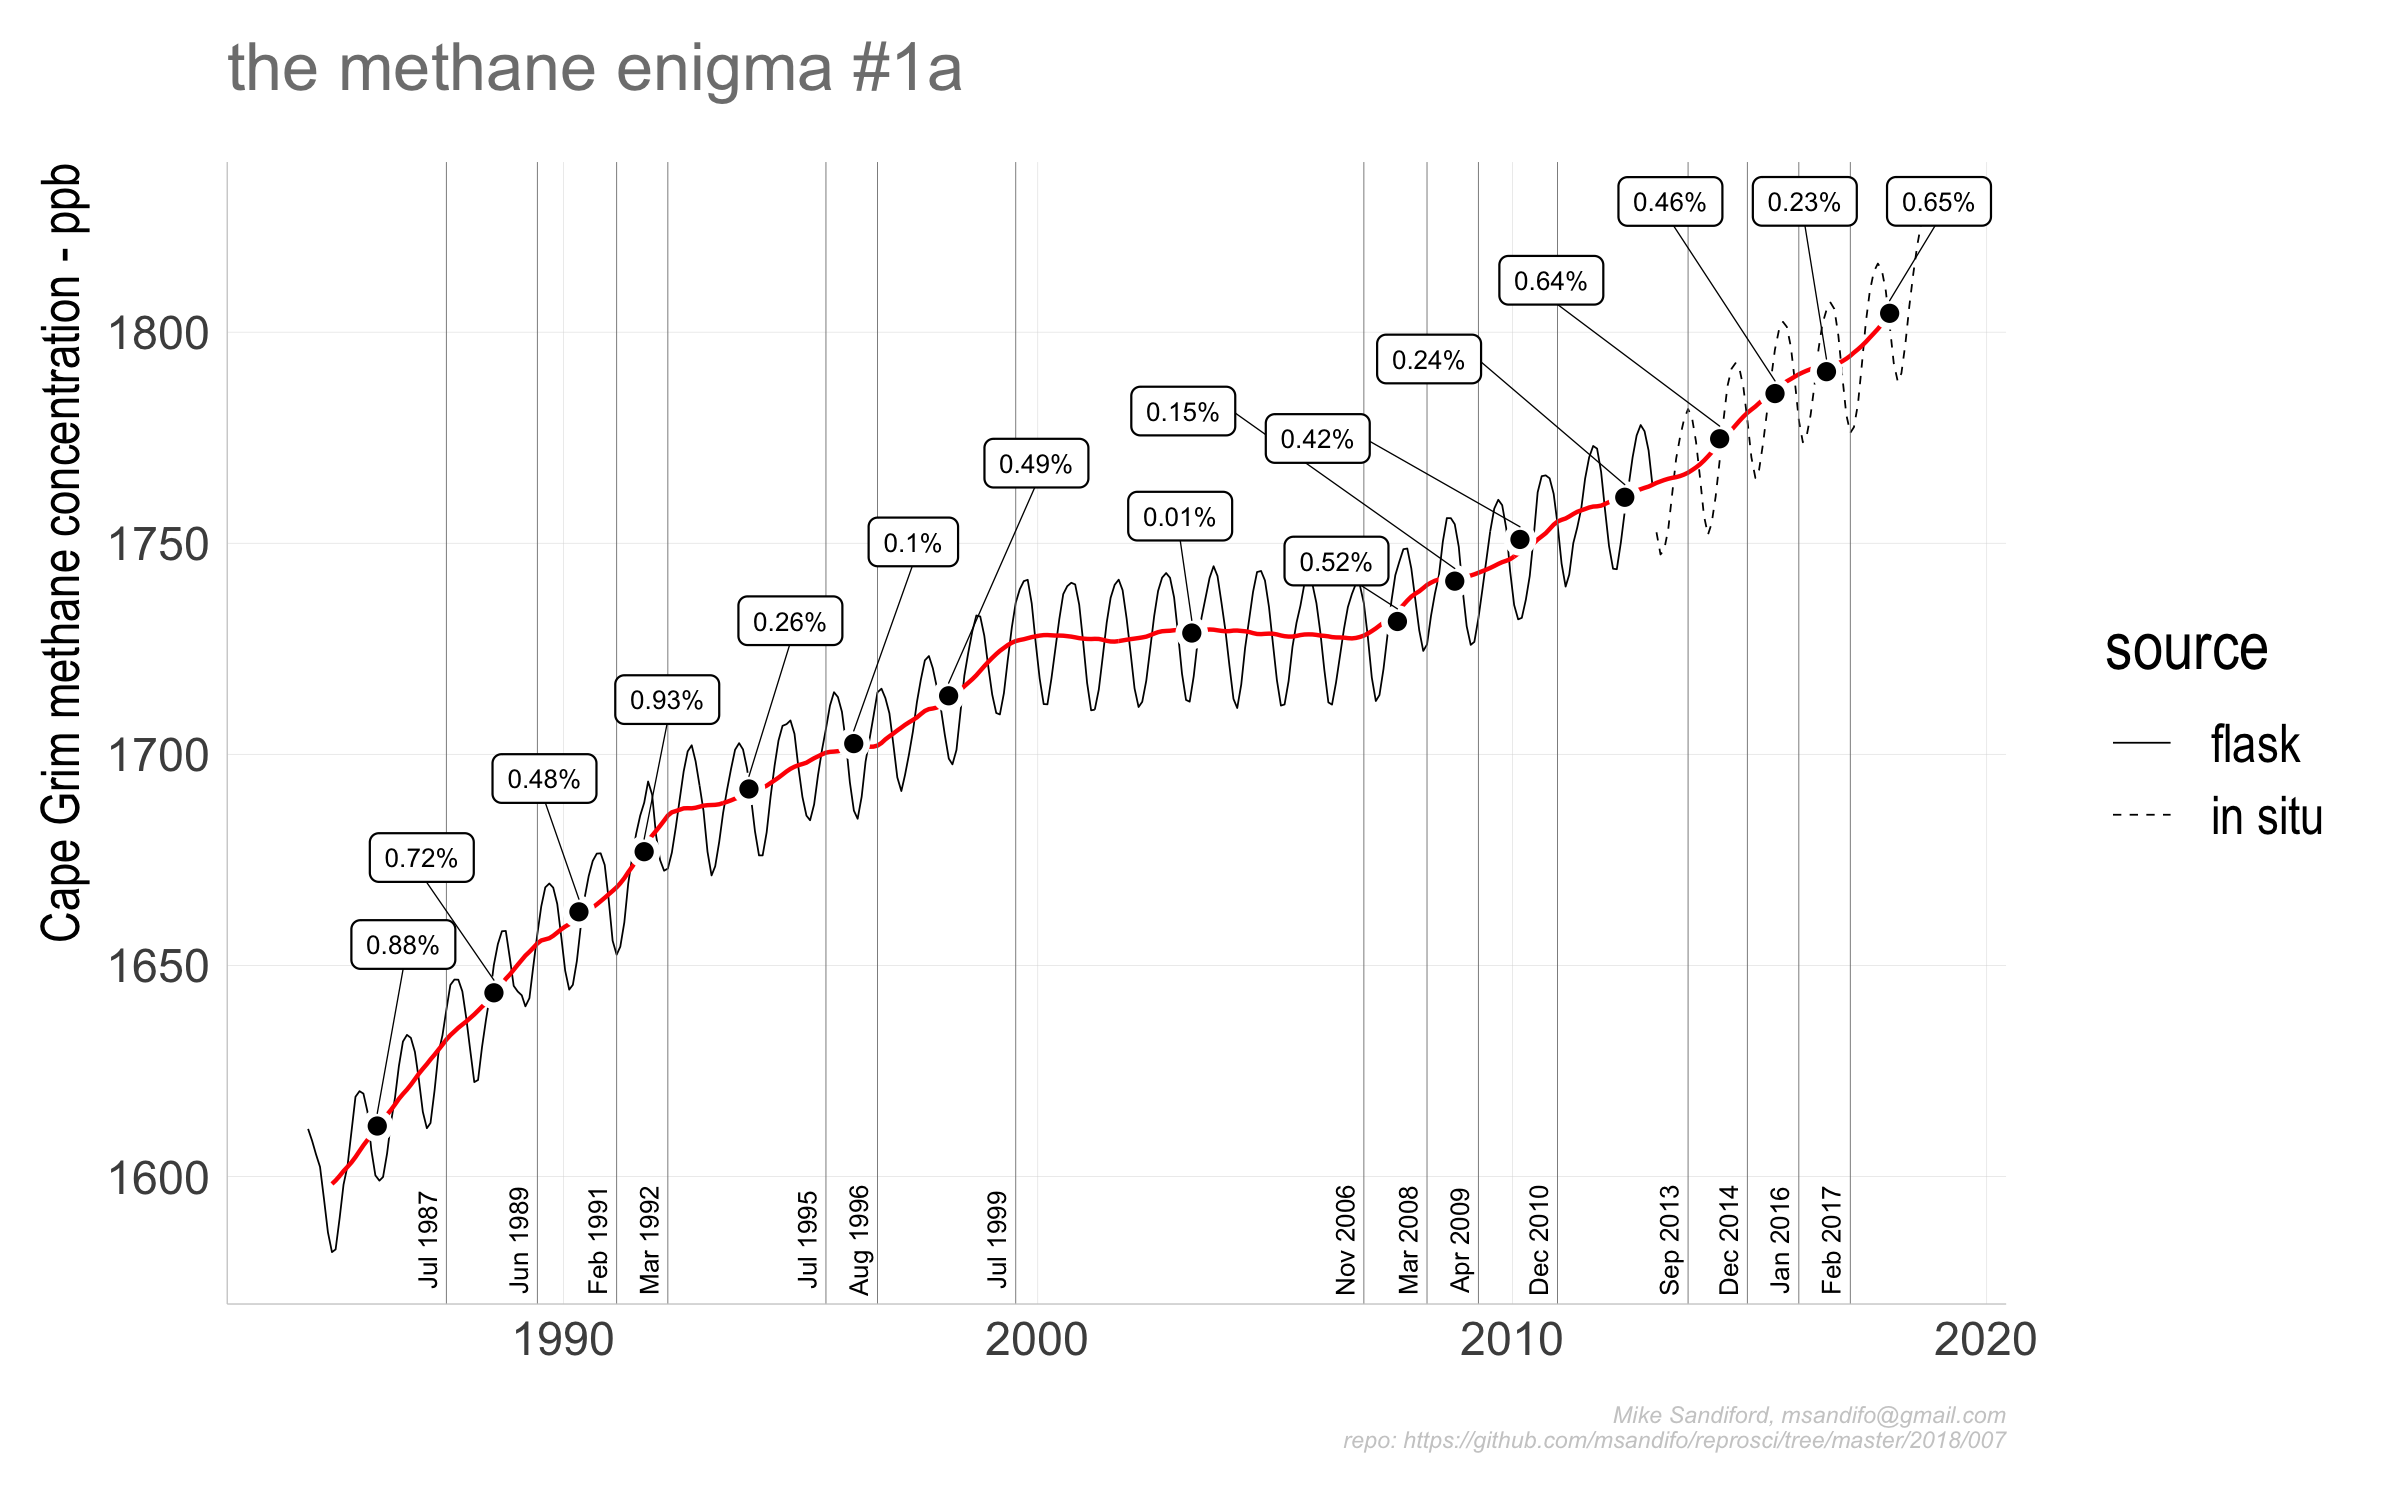 the methane enigma #1a
Cape Grim methane concentration - ppb
1800
1750
1700
1650
1600
0.88%
0.72%
0.48%
0.93%
0.26%
0.1%
0.49%
0.01%
0.52%
0.15%
0.42%
0.24%
0.64%
0.46%
0.23%
0.65%
Jul 1987
Jun 1989
Feb 1991
Mar 1992
Jul 1995
Aug 1996
Jul 1999
Nov 2006
Mar 2008
Apr 2009
Dec 2010
Sep 2013
Dec 2014
Jan 2016
Feb 2017
1990
2000
2010
2020
source
flask
in situ
Mike Sandiford, msandifo@gmail.com
repo: https://github.com/msandifo/reprosci/tree/master/2018/007